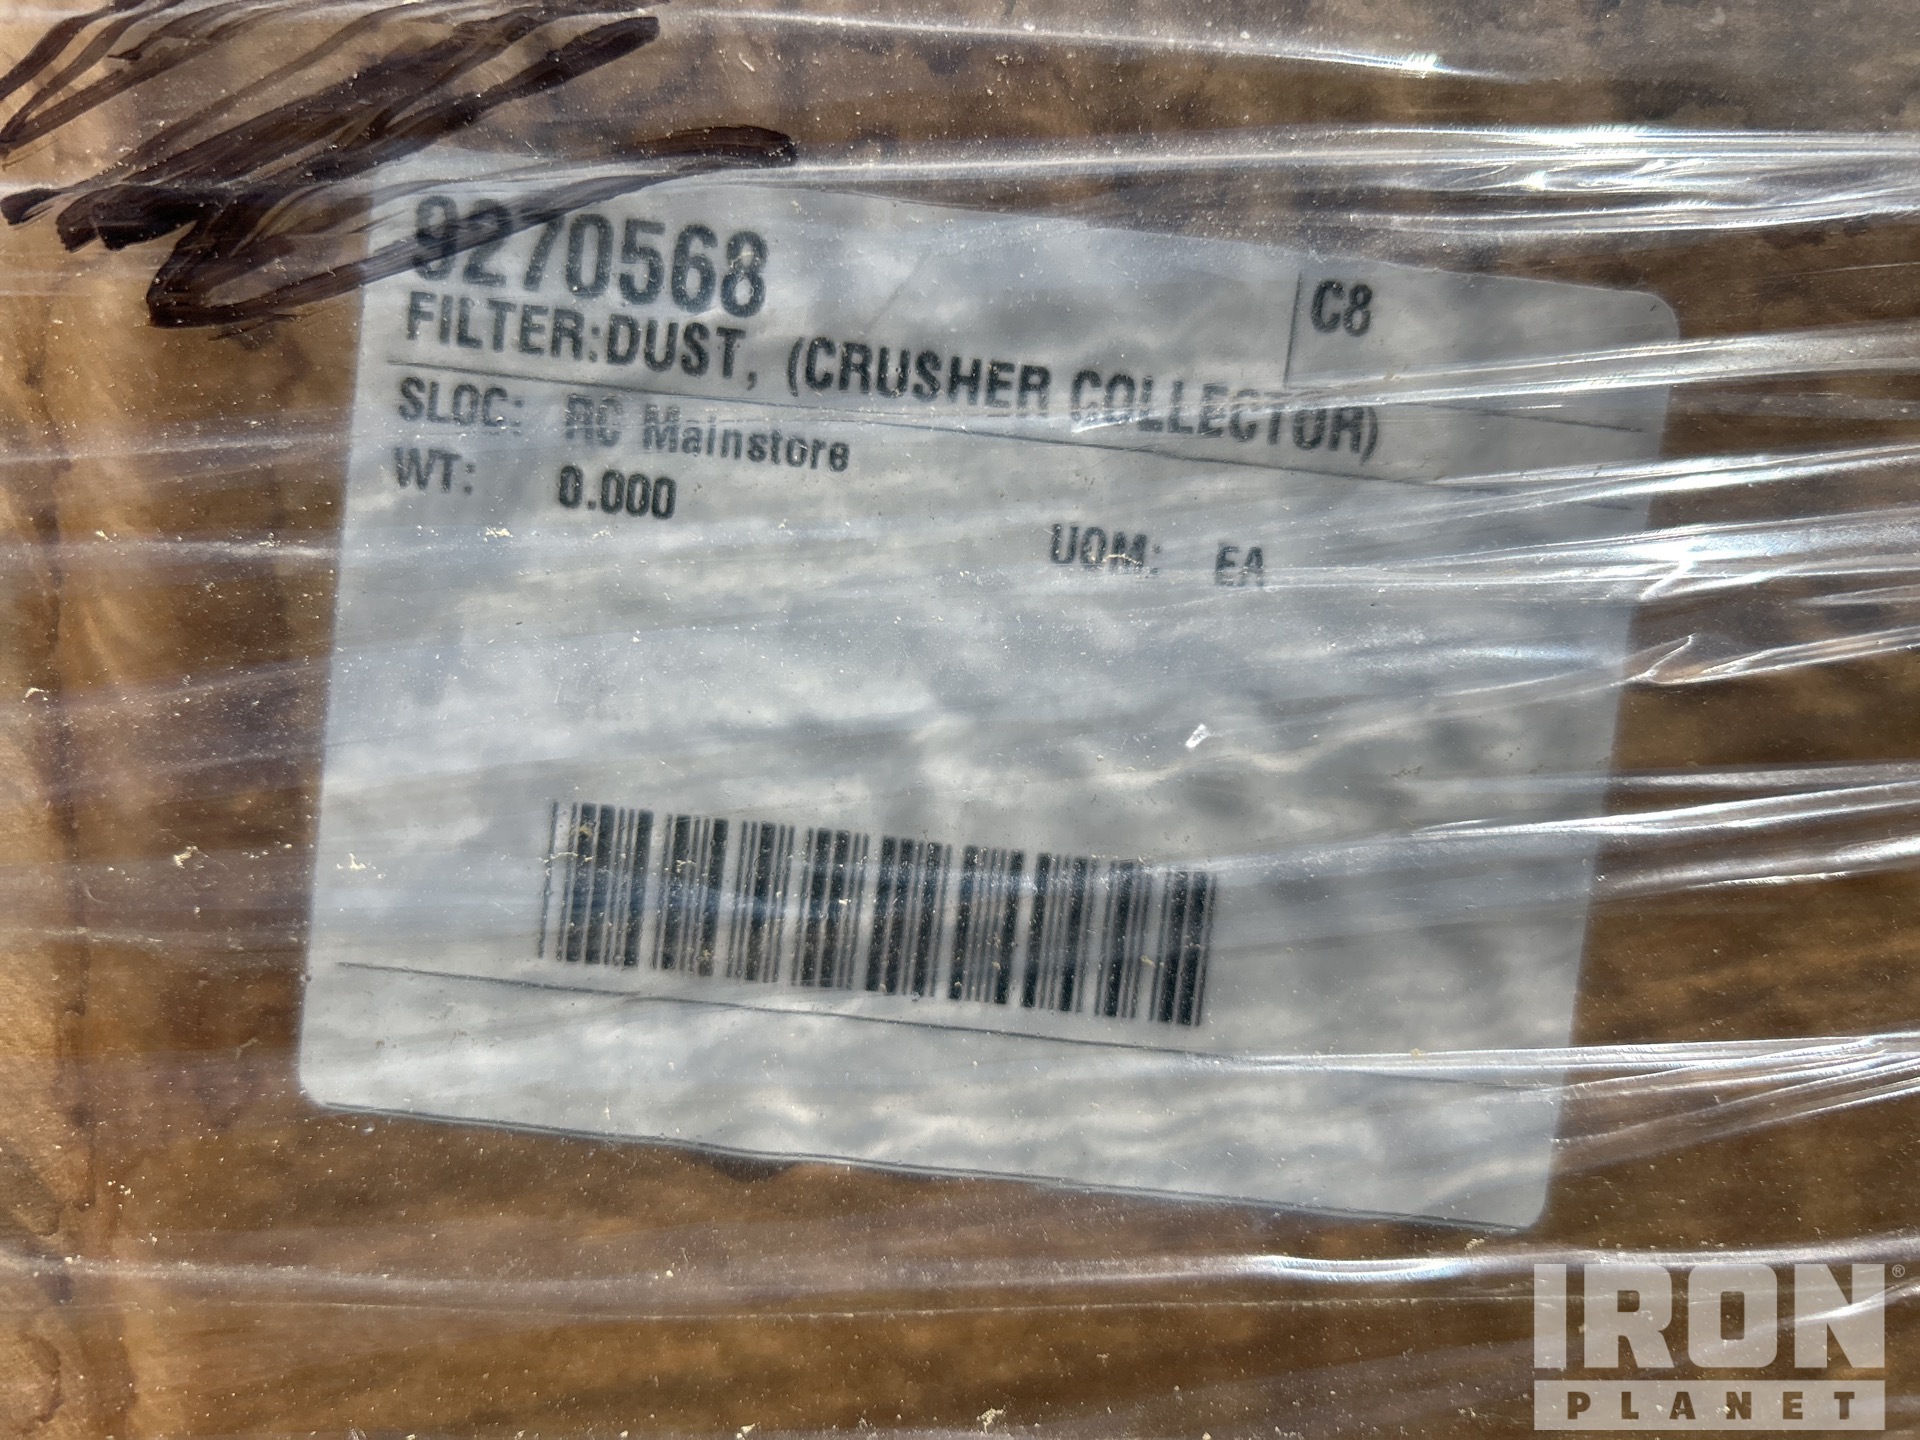 9270568
C8
FILTER:DUST, (CRUSHER COLLECTOR)
SLOC: RC Mainstore
WT: 0.000
UOM: EA
IRON®
PLANET